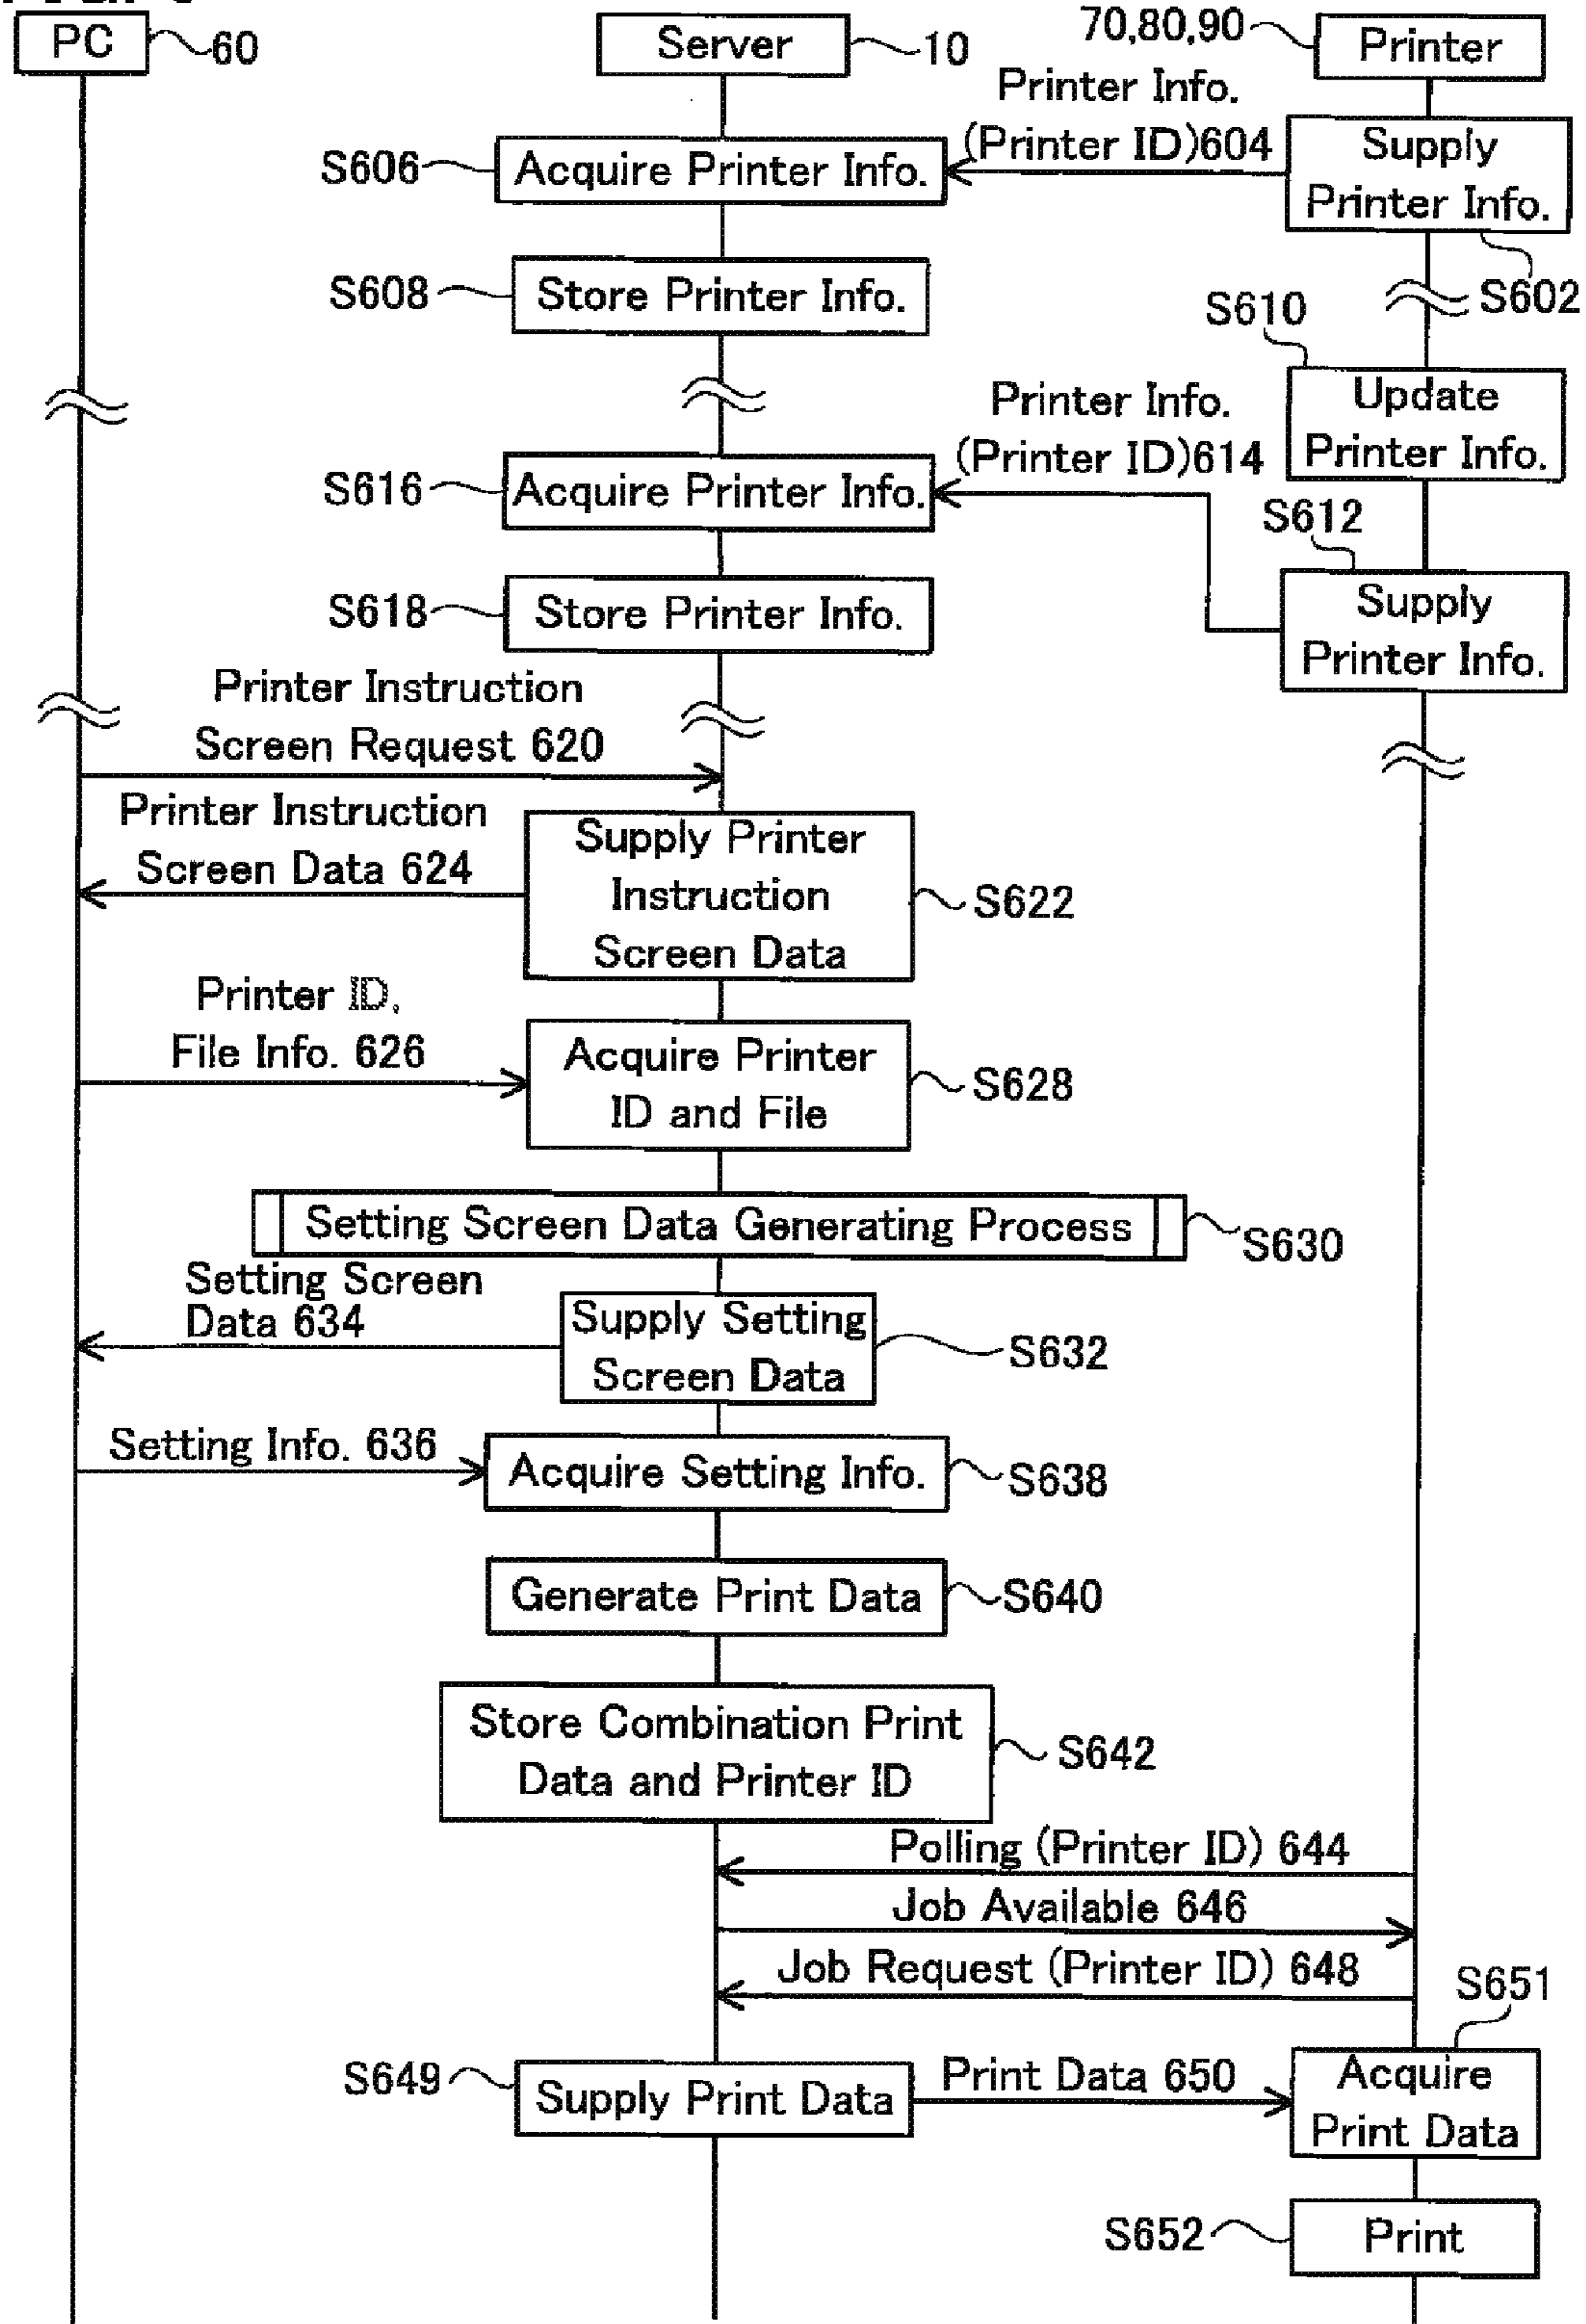 PC
60
Server
10
70,80,90
Printer
Printer Info.
(Printer ID)604
S606
Acquire Printer Info.
Supply
Printer Info.
S602
S608
Store Printer Info.
S610
Update
Printer Info.
Printer Info.
(Printer ID)614
S616
Acquire Printer Info.
S612
Supply
Printer Info.
S618
Store Printer Info.
Printer Instruction
Screen Request 620
Printer Instruction
Screen Data 624
Supply Printer
Instruction
Screen Data
S622
Printer ID,
File Info. 626
Acquire Printer
ID and File
S628
Setting Screen Data Generating Process
S630
Setting Screen
Data 634
Supply Setting
Screen Data
S632
Setting Info. 636
Acquire Setting Info.
S638
Generate Print Data
S640
Store Combination Print
Data and Printer ID
S642
Polling (Printer ID) 644
Job Available 646
Job Request (Printer ID) 648
S651
S649
Supply Print Data
Print Data 650
Acquire
Print Data
S652
Print